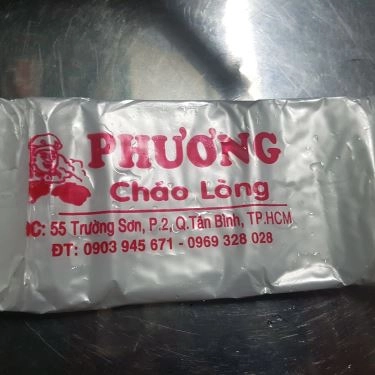 PHƯƠNG
Cháo Lòng
ĐC: 55 Trường Sơn, P.2, Q.Tân Bình, TP.HCM
ĐT: 0903 945 671 - 0969 328 028